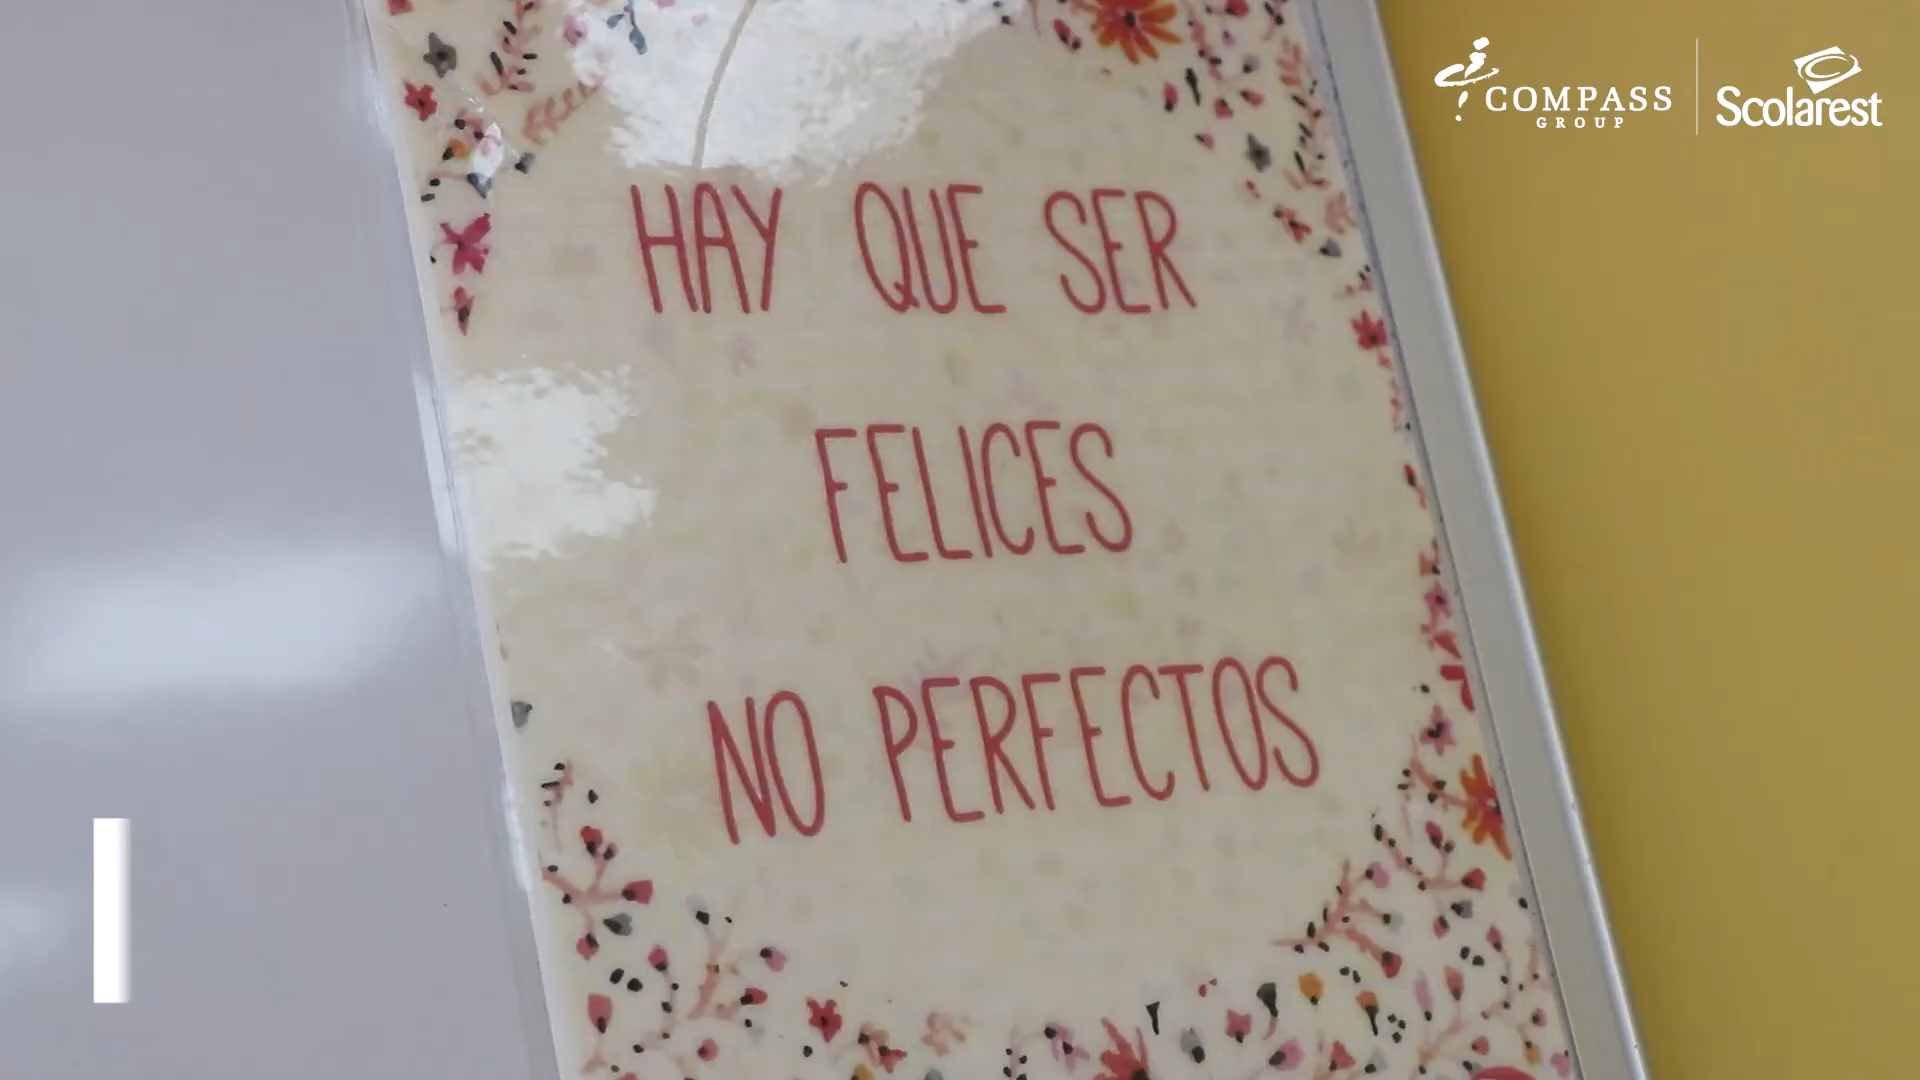 COMPASS
GROUP
Scolarest
HAY QUE SER
FELICES
NO PERFECTOS